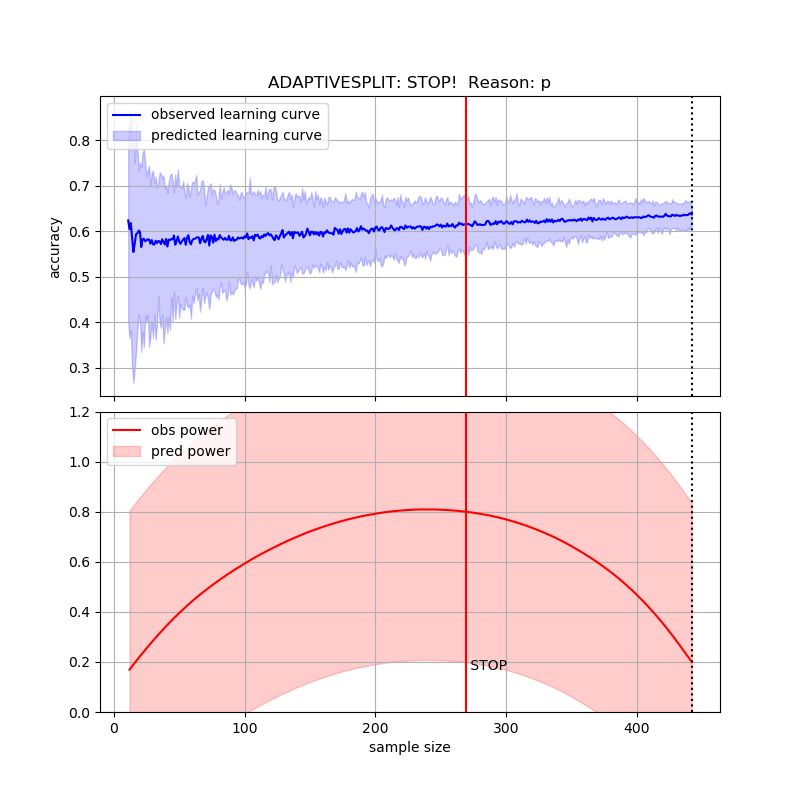 ADAPTIVESPLIT: STOP!  Reason: p
observed learning curve
predicted learning curve
accuracy
0.8
0.7
0.6
0.5
0.4
0.3
obs power
pred power
1.2
1.0
0.8
0.6
0.4
0.2
0.0
STOP
0 100 200 300 400
sample size